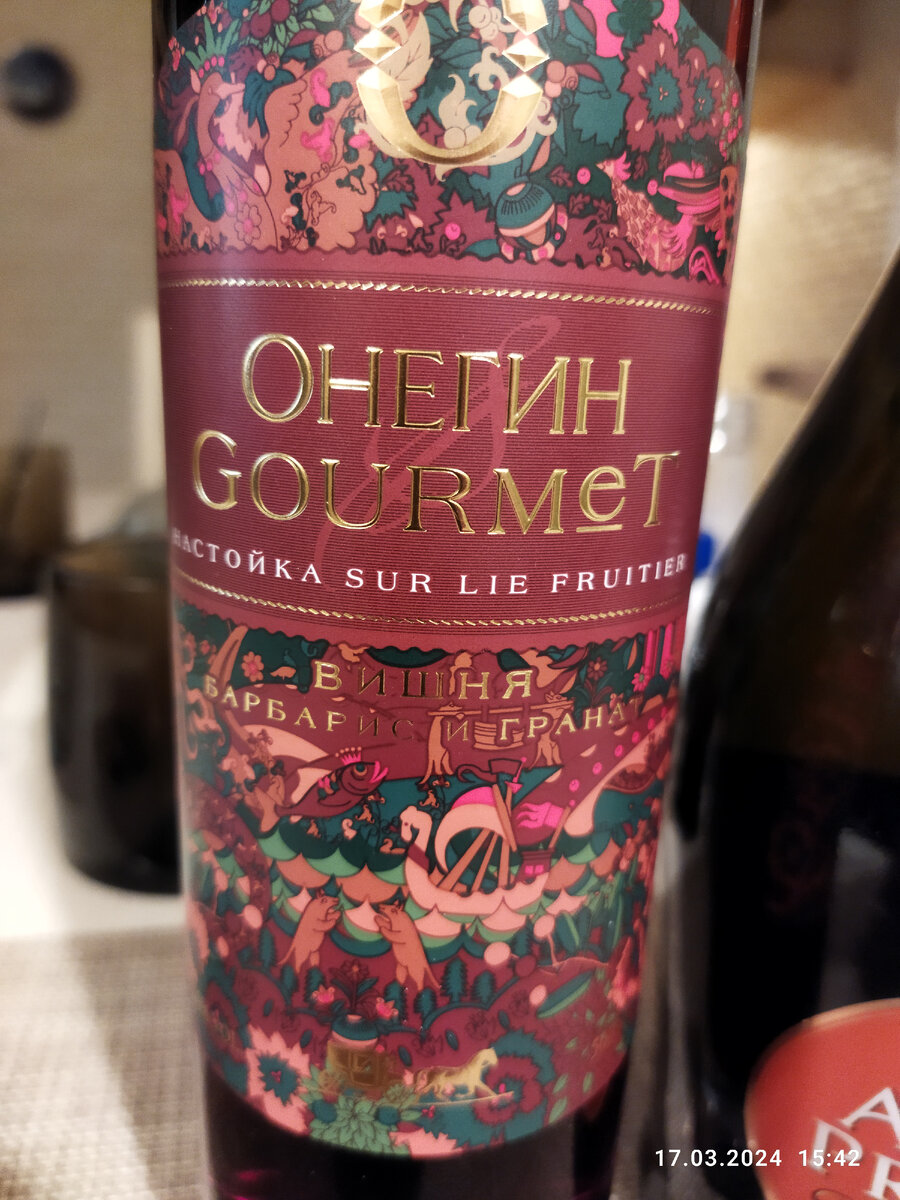 ОНЕГИН
GOURMeT
НАСТОЙКА SUR LIE FRUITIER
ВИШНЯ
БАРБАРИС И ГРАНАТ
17.03.2024 15:42